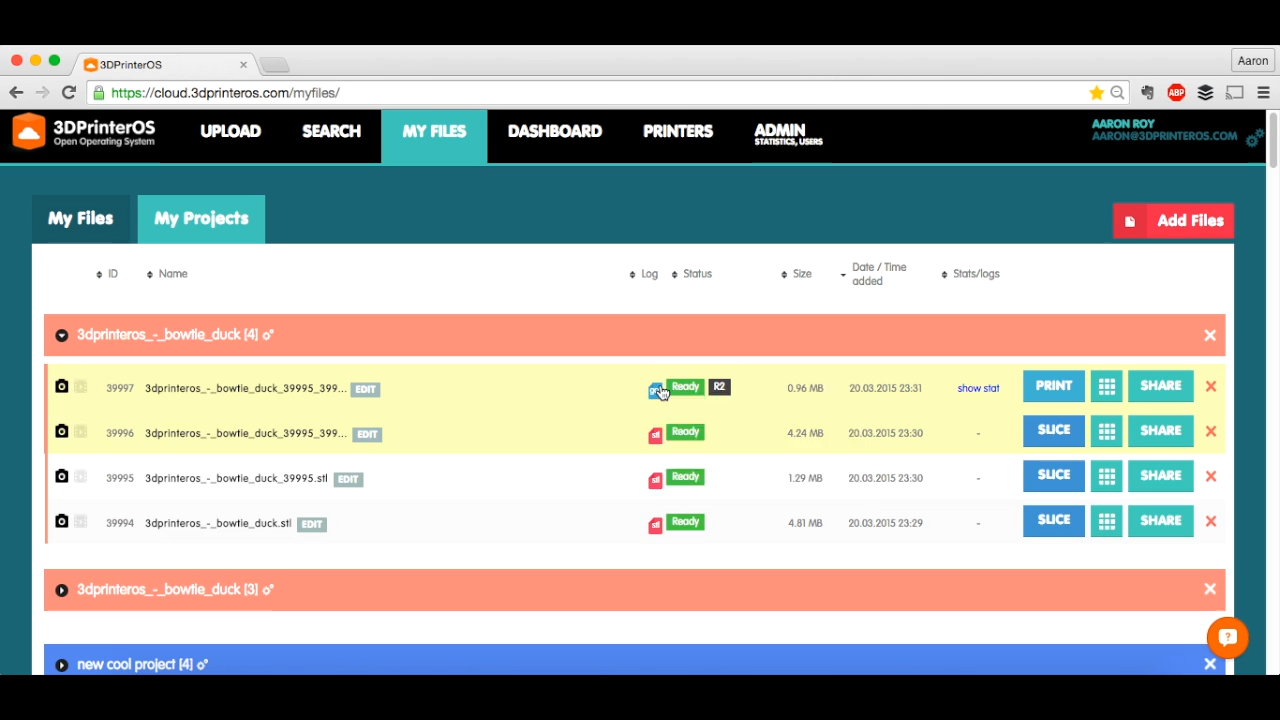 3DPrinterOS
Aaron
https://cloud.3dprinteros.com/myfiles/
ABP
3DPrinterOS
Open Operating System
UPLOAD
SEARCH
MY FILES
DASHBOARD
PRINTERS
ADMIN
STATISTICS, USERS
AARON ROY
AARON@3DPRINTEROS.COM
My Files
My Projects
Add Files
ID
Name
Log
Status
Size
Date / Time
added
Stats/logs
3dprinteros_-_bowtie_duck [4]
39997 3dprinteros_-_bowtie_duck_39995_399... EDIT Ready R2 0.96 MB 20.03.2015 23:31 show stat PRINT SHARE
39996 3dprinteros_-_bowtie_duck_39995_399... EDIT stl Ready 4.24 MB 20.03.2015 23:30 - SLICE SHARE
39995 3dprinteros_-_bowtie_duck_39995.stl EDIT stl Ready 1.29 MB 20.03.2015 23:30 - SLICE SHARE
39994 3dprinteros_-_bowtie_duck.stl EDIT stl Ready 4.81 MB 20.03.2015 23:29 - SLICE SHARE
3dprinteros_-_bowtie_duck [3]
new cool project [4]